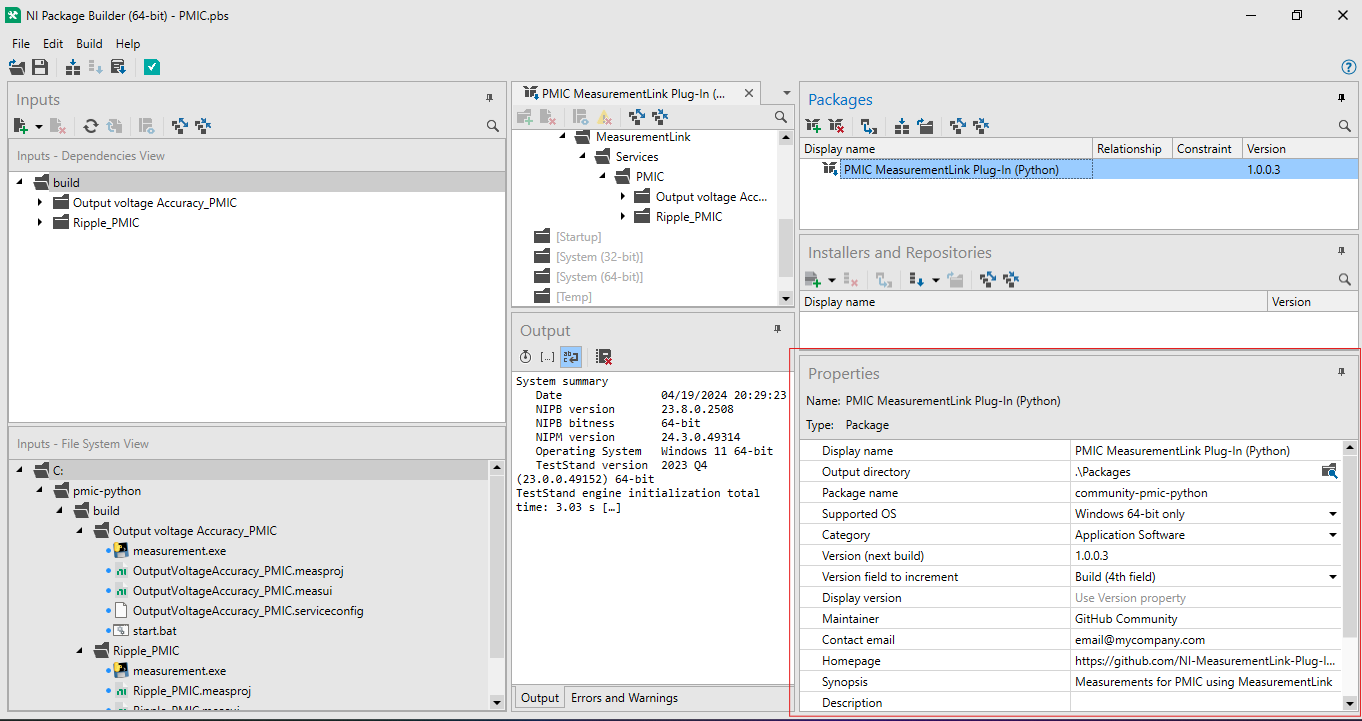 NI Package Builder (64-bit) - PMIC.pbs
File Edit Build Help
Inputs
Inputs - Dependencies View
build
Output voltage Accuracy_PMIC
Ripple_PMIC
Inputs - File System View
C:
pmic-python
build
Output voltage Accuracy_PMIC
measurement.exe
OutputVoltageAccuracy_PMIC.measproj
OutputVoltageAccuracy_PMIC.measui
OutputVoltageAccuracy_PMIC.serviceconfig
start.bat
Ripple_PMIC
measurement.exe
Ripple_PMIC.measproj
Ripple_PMIC.measui
PMIC MeasurementLink Plug-In (...
MeasurementLink
Services
PMIC
Output voltage Acc...
Ripple_PMIC
[Startup]
[System (32-bit)]
[System (64-bit)]
[Temp]
Output
System summary
Date 04/19/2024 20:29:23
NIPB version 23.8.0.2508
NIPB bitness 64-bit
NIPM version 24.3.0.49314
Operating System Windows 11 64-bit
TestStand version 2023 Q4
(23.0.0.49152) 64-bit
TestStand engine initialization total
time: 3.03 s […]
Output Errors and Warnings
Packages
Display name Relationship Constraint Version
PMIC MeasurementLink Plug-In (Python) 1.0.0.3
Installers and Repositories
Display name Version
Properties
Name: PMIC MeasurementLink Plug-In (Python)
Type: Package
Display name PMIC MeasurementLink Plug-In (Python)
Output directory .\Packages
Package name community-pmic-python
Supported OS Windows 64-bit only
Category Application Software
Version (next build) 1.0.0.3
Version field to increment Build (4th field)
Display version Use Version property
Maintainer GitHub Community
Contact email email@mycompany.com
Homepage https://github.com/NI-MeasurementLink-Plug-I...
Synopsis Measurements for PMIC using MeasurementLink
Description